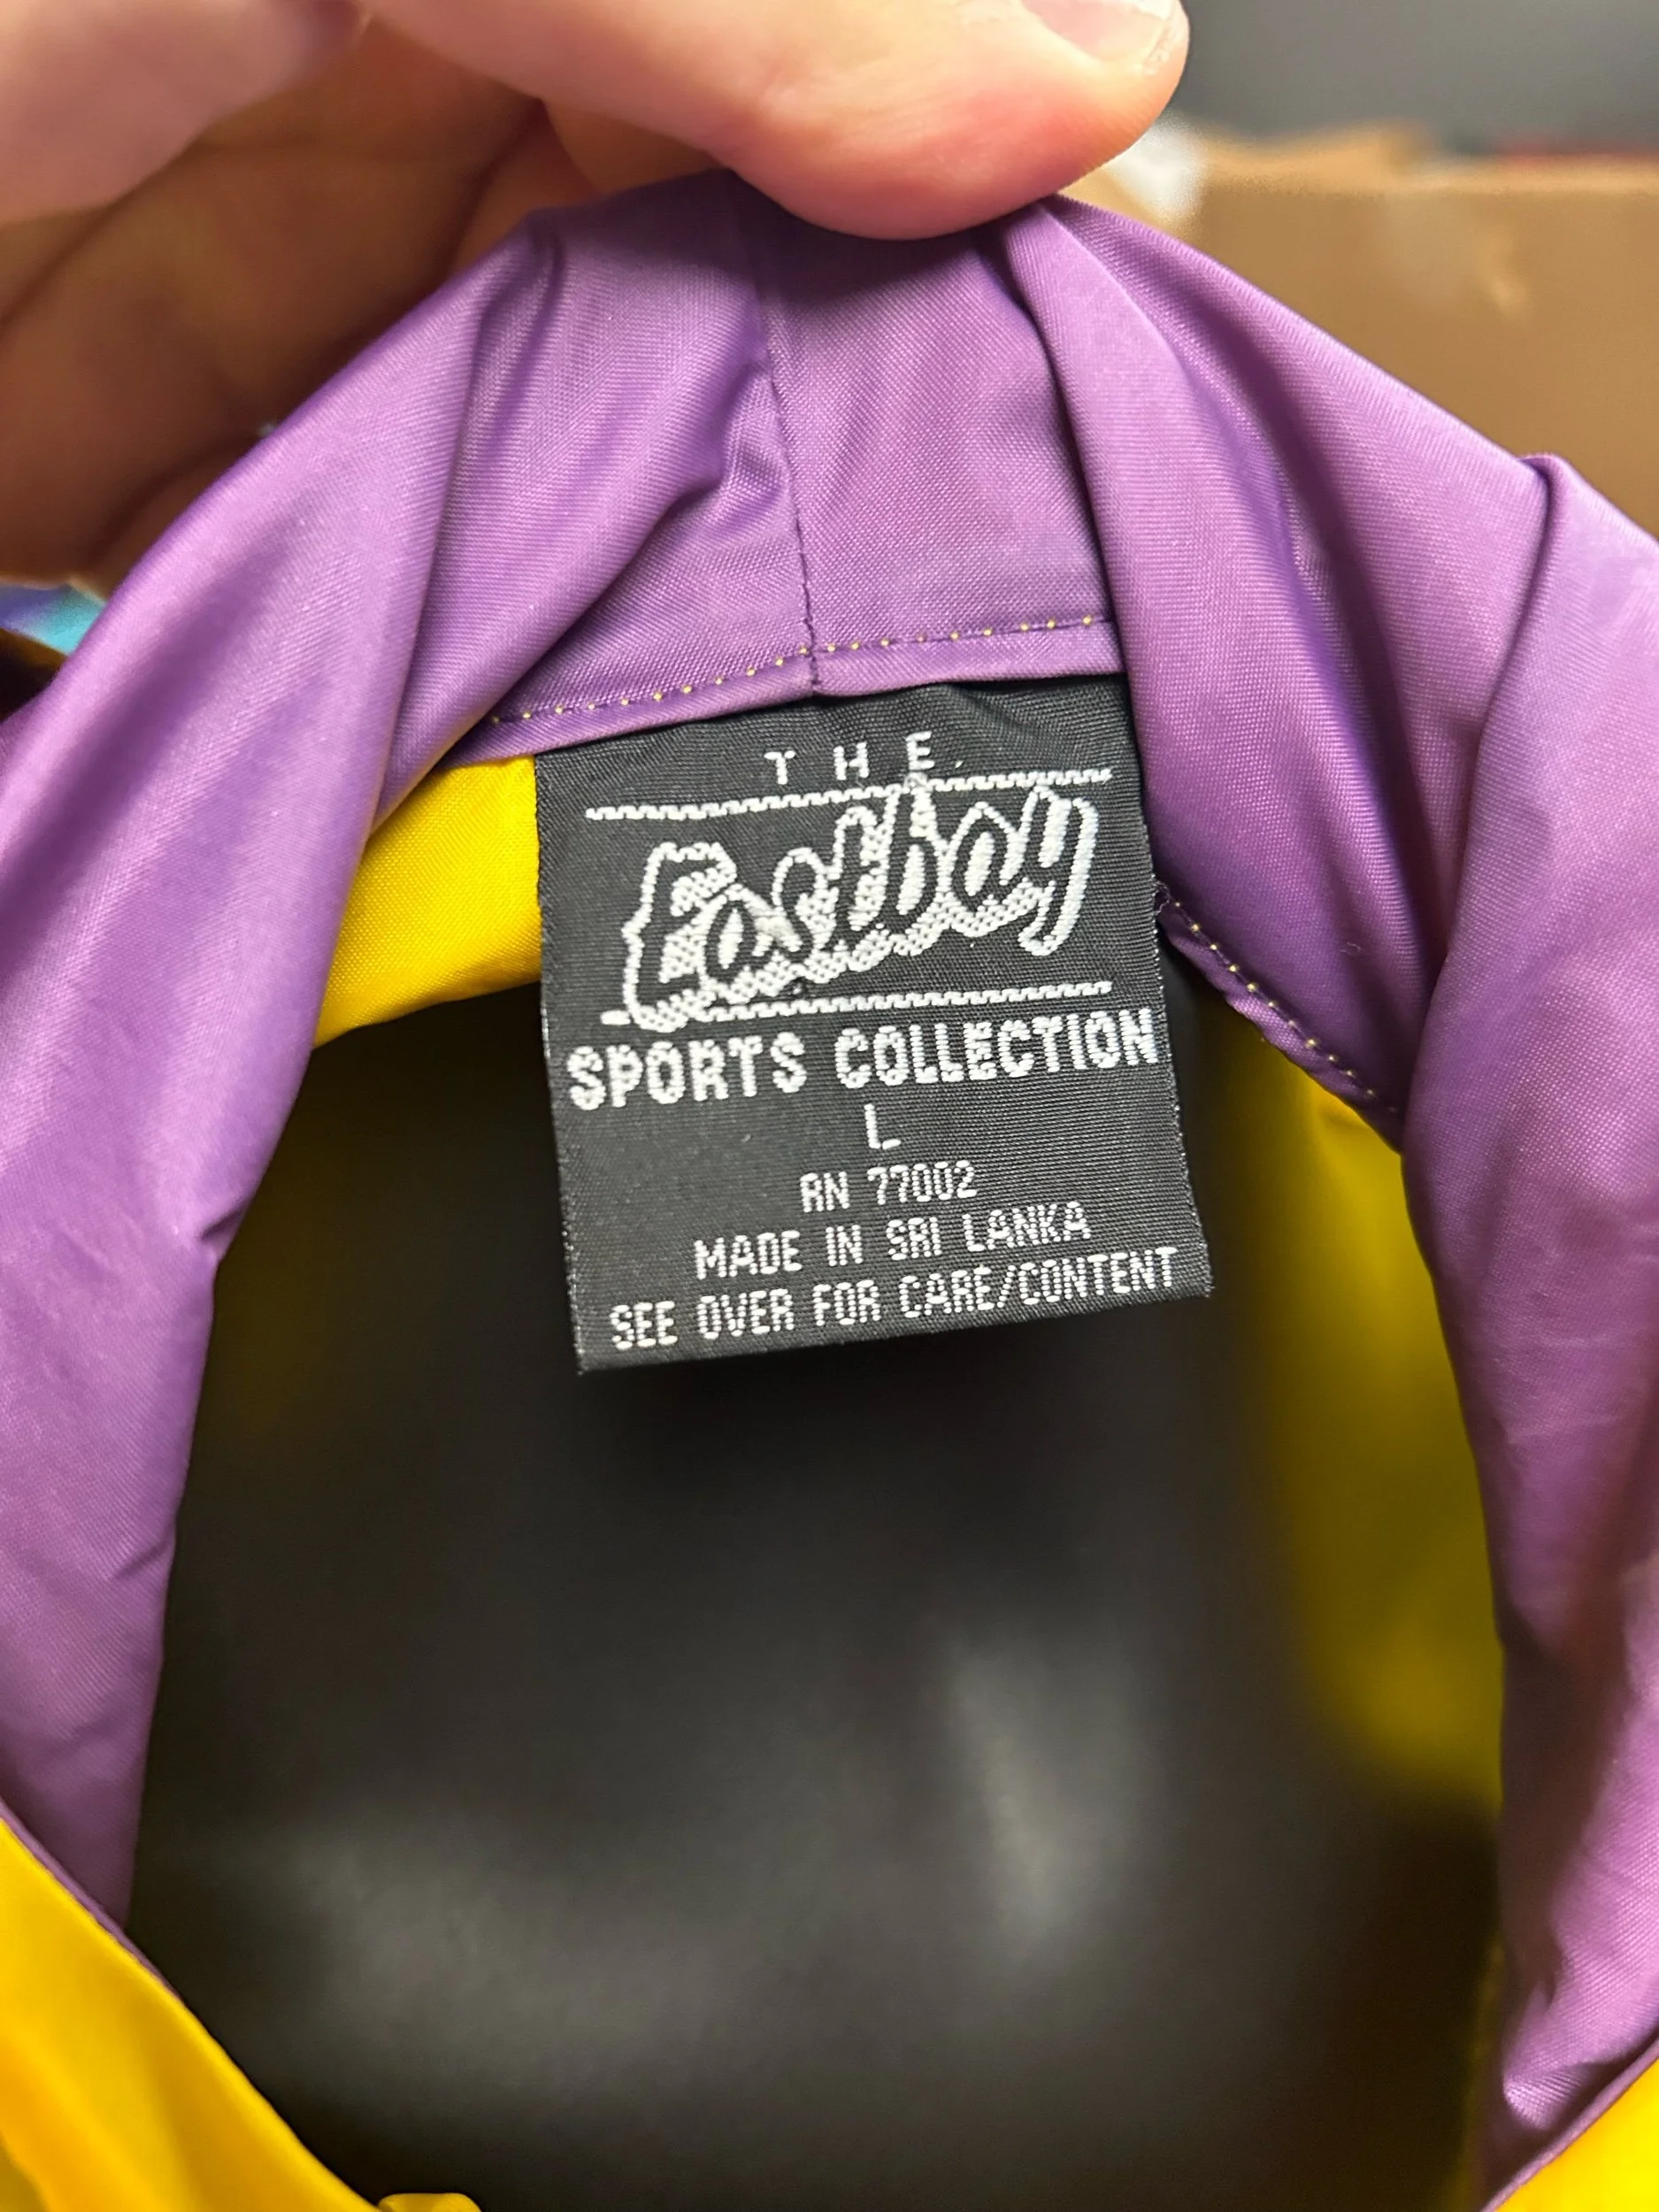 THE
Eastbay
SPORTS COLLECTION
L
RN 77002
MADE IN SRI LANKA
SEE OVER FOR CARE/CONTENT